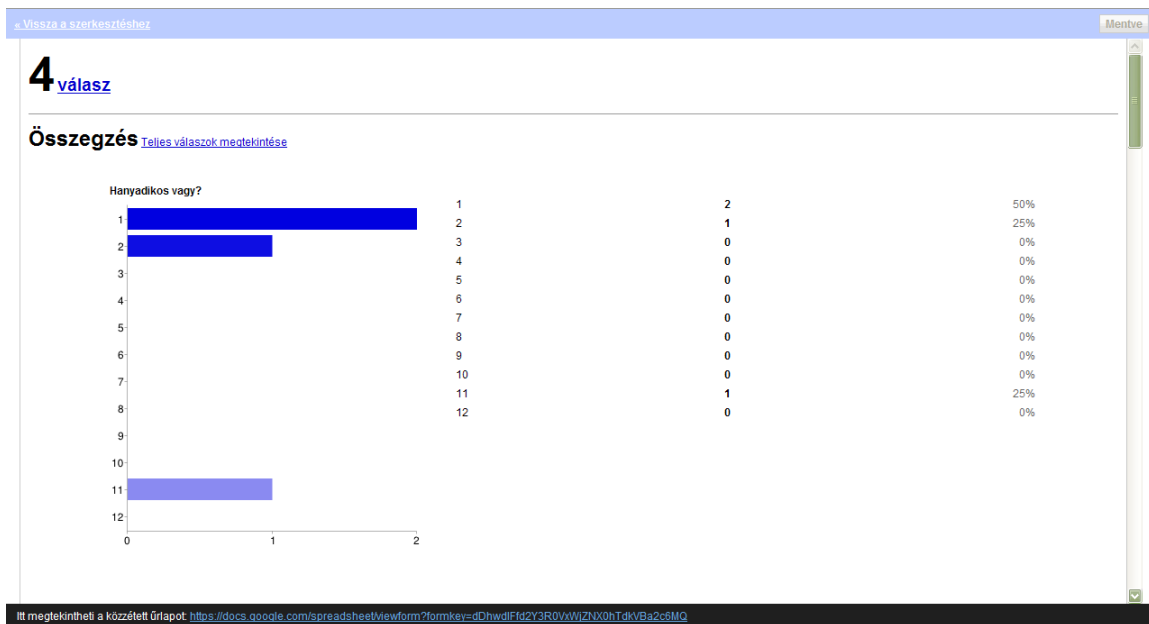 « Vissza a szerkesztéshez
Mentve
4 válasz
Összegzés Teljes válaszok megtekintése
Hanyadikos vagy?
1
2
3
4
5
6
7
8
9
10
11
12
0 1 2
1 2 50%
2 1 25%
3 0 0%
4 0 0%
5 0 0%
6 0 0%
7 0 0%
8 0 0%
9 0 0%
10 0 0%
11 1 25%
12 0 0%
Itt megtekintheti a közzétett űrlapot: https://docs.google.com/spreadsheet/viewform?formkey=dDhwdlFfd2Y3R0VxWjZNX0hTdkVBa2c6MQ